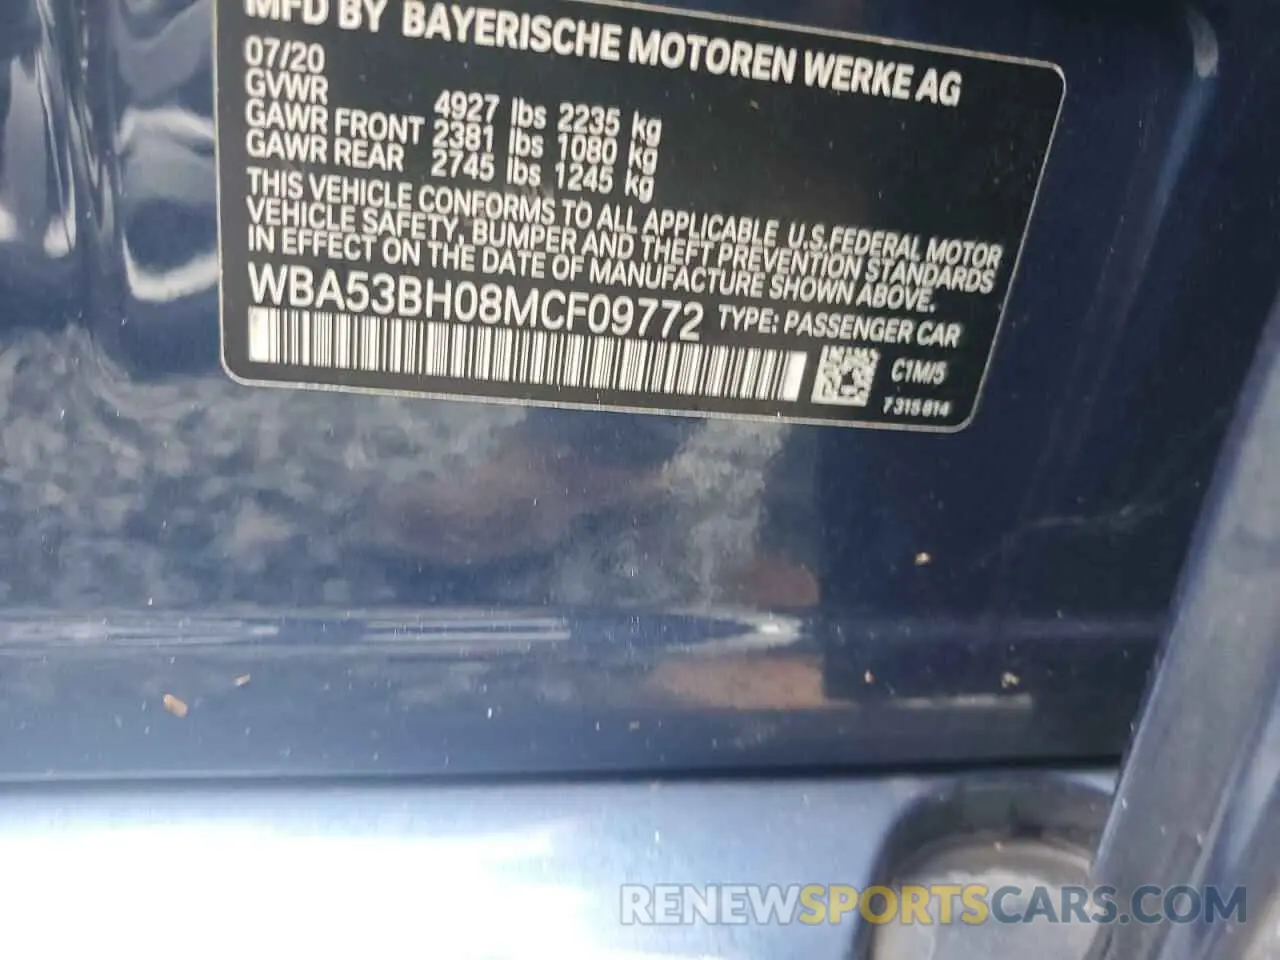 MFD BY BAYERISCHE MOTOREN WERKE AG
07/20
GVWR 4927 lbs 2235 kg
GAWR FRONT 2381 lbs 1080 kg
GAWR REAR 2745 lbs 1245 kg
THIS VEHICLE CONFORMS TO ALL APPLICABLE U.S.FEDERAL MOTOR
VEHICLE SAFETY, BUMPER AND THEFT PREVENTION STANDARDS
IN EFFECT ON THE DATE OF MANUFACTURE SHOWN ABOVE.
WBA53BH08MCF09772 TYPE: PASSENGER CAR
C1M/5
7315814
RENEWSPORTSCARS.COM